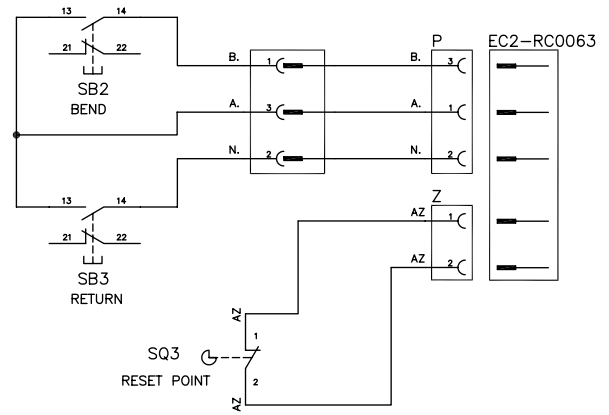 13 14
21 22
SB2
BEND
B. 1 B. 3
A. 3 A. 1
N. 2 N. 2
P EC2-RC0063
13 14
21 22
SB3
RETURN
Z
AZ 1
AZ 2
AZ
1
SQ3
RESET POINT
2
AZ